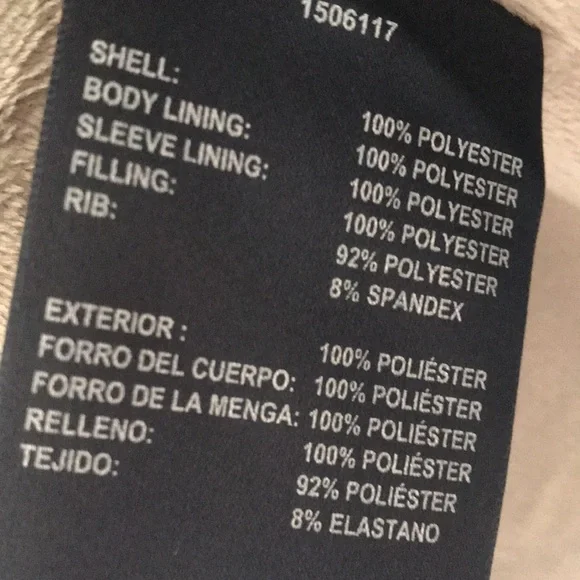 1506117
SHELL: 100% POLYESTER
BODY LINING: 100% POLYESTER
SLEEVE LINING: 100% POLYESTER
FILLING: 100% POLYESTER
RIB: 92% POLYESTER
8% SPANDEX
EXTERIOR : 100% POLIÉSTER
FORRO DEL CUERPO: 100% POLIÉSTER
FORRO DE LA MENGA: 100% POLIÉSTER
RELLENO: 100% POLIÉSTER
TEJIDO: 92% POLIÉSTER
8% ELASTANO